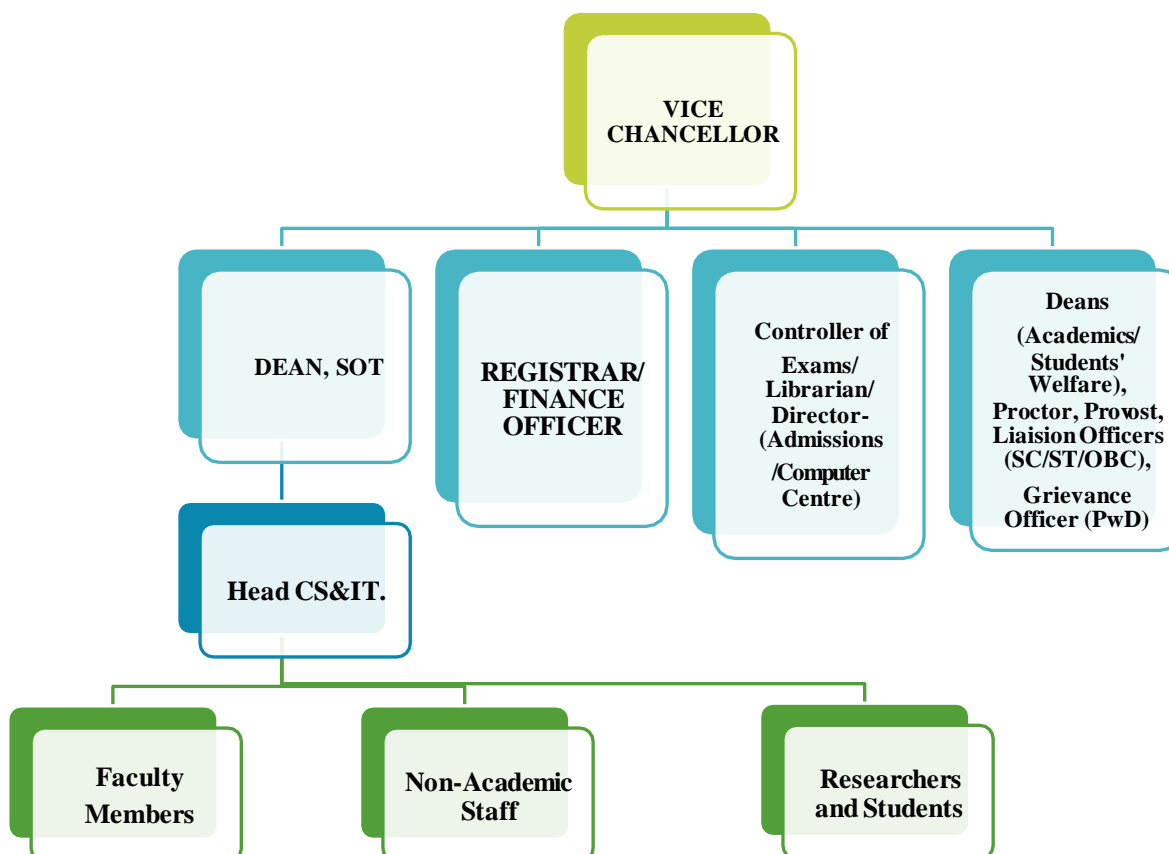 VICE
CHANCELLOR
DEAN, SOT
REGISTRAR/
FINANCE
OFFICER
Controller of
Exams/
Librarian/
Director-
(Admissions
/Computer
Centre)
Deans
(Academics/
Students'
Welfare),
Proctor, Provost,
Liaision Officers
(SC/ST/OBC),
Grievance
Officer (PwD)
Head CS&IT.
Faculty
Members
Non-Academic
Staff
Researchers
and Students